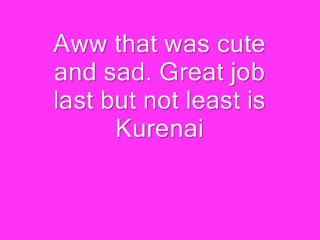 Aww that was cute
and sad. Great job
last but not least is
Kurenai